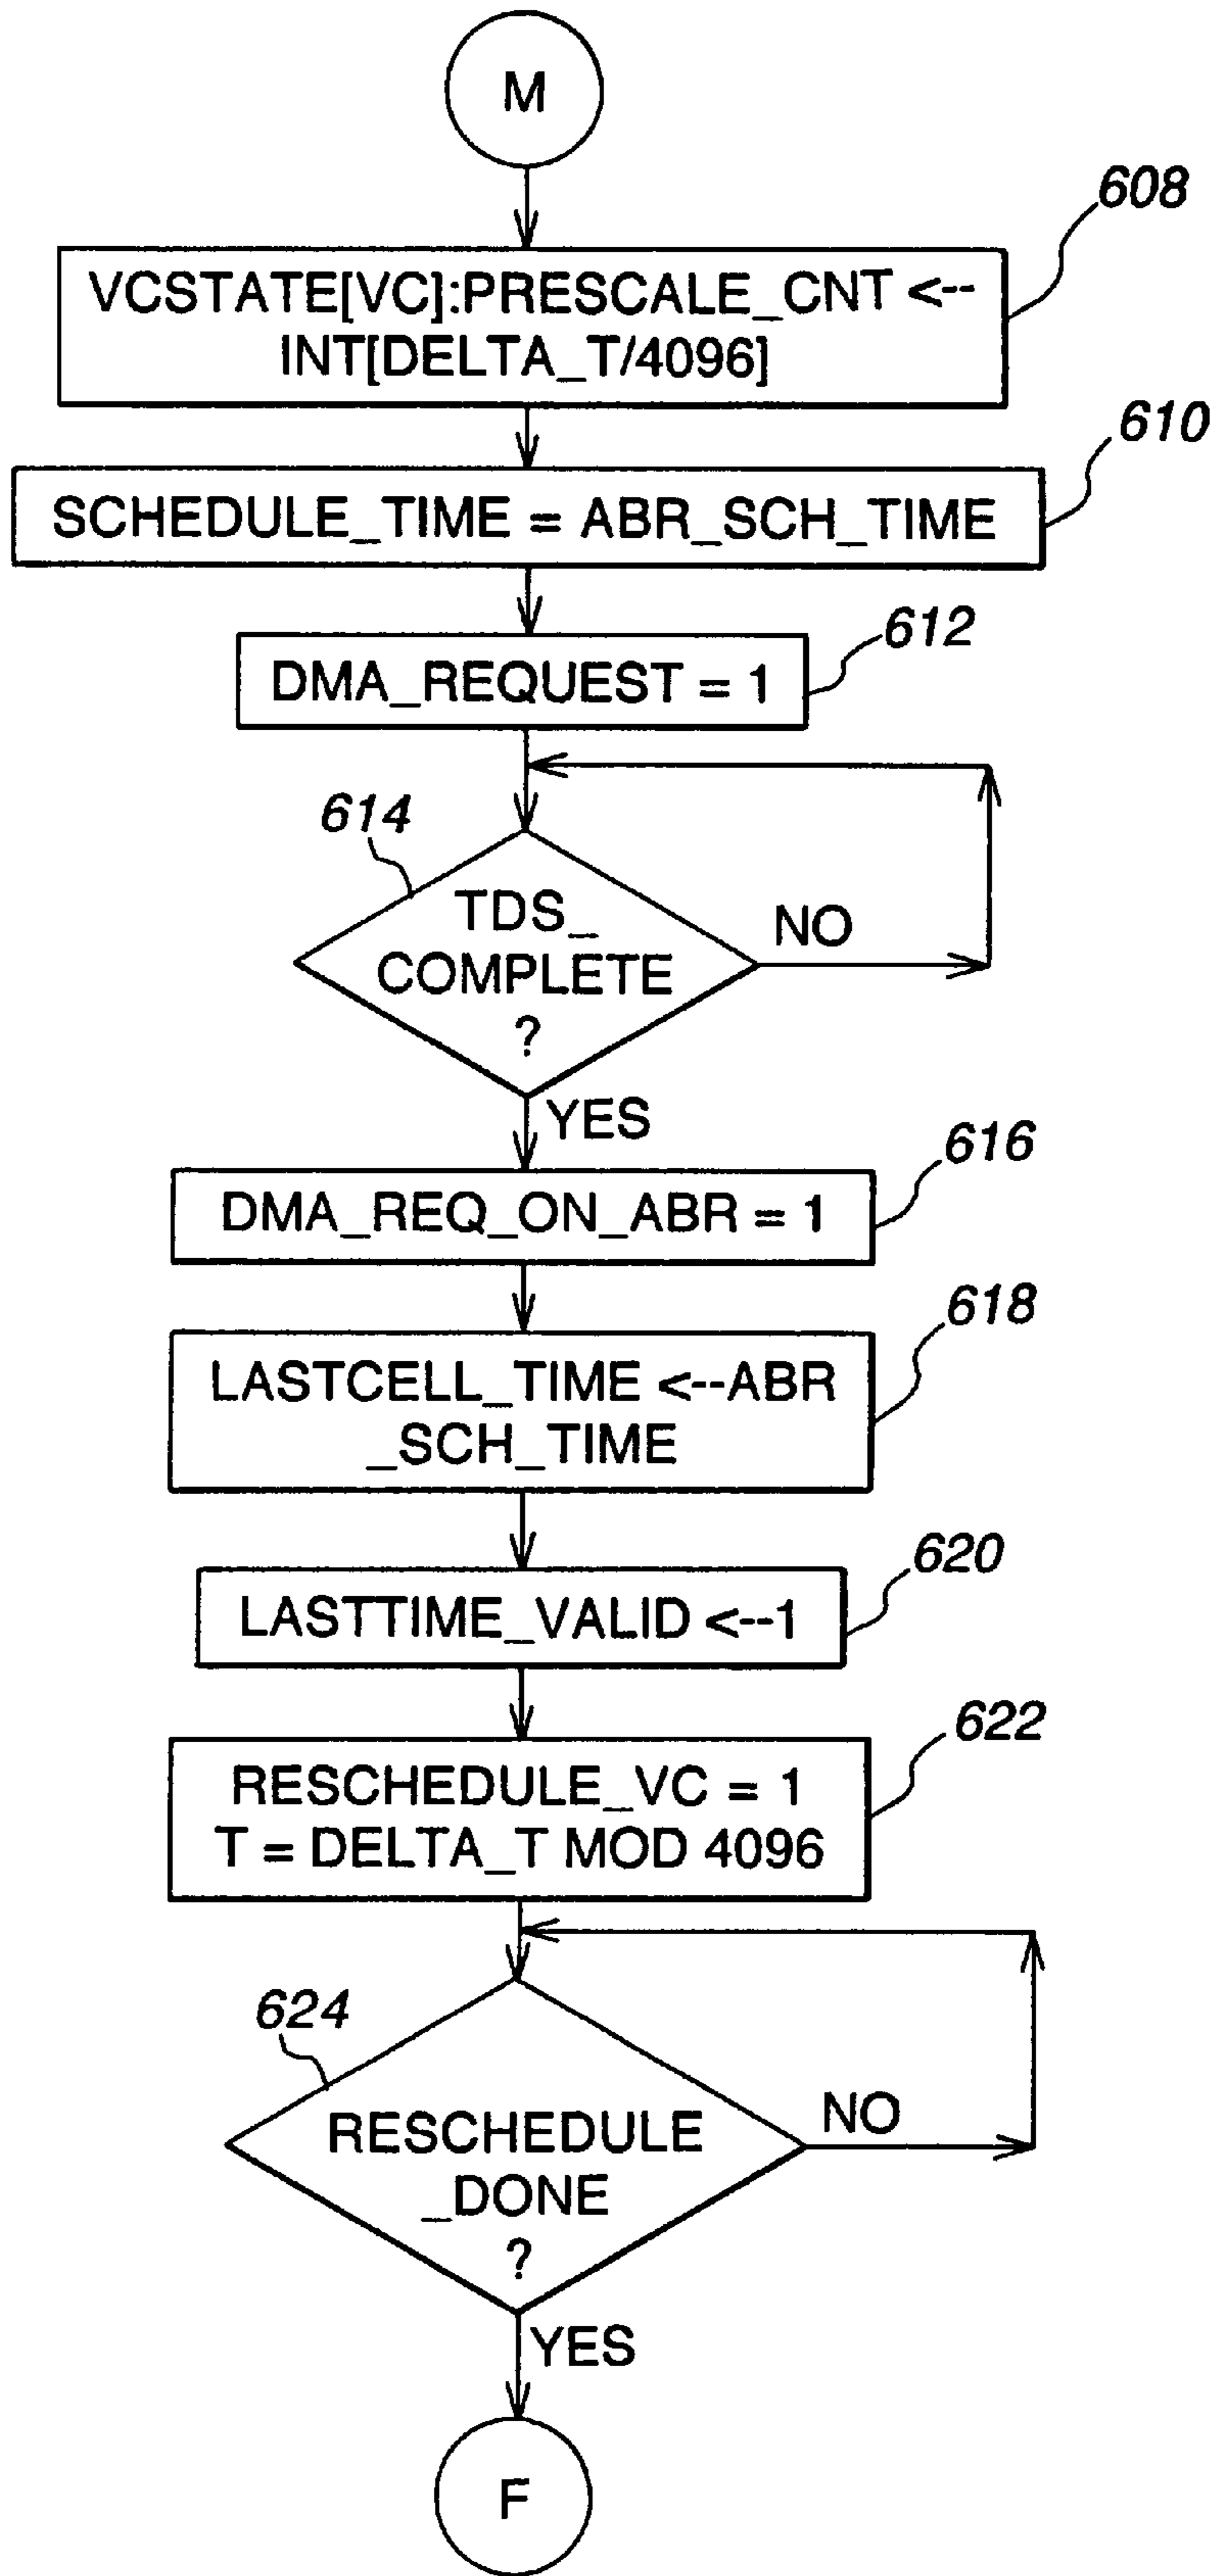 M
608
VCSTATE[VC]:PRESCALE_CNT <--
INT[DELTA_T/4096]
610
SCHEDULE_TIME = ABR_SCH_TIME
612
DMA_REQUEST = 1
614
TDS_
COMPLETE
?
NO
YES
616
DMA_REQ_ON_ABR = 1
618
LASTCELL_TIME <--ABR
_SCH_TIME
620
LASTTIME_VALID <--1
622
RESCHEDULE_VC = 1
T = DELTA_T MOD 4096
624
RESCHEDULE
_DONE
?
NO
YES
F